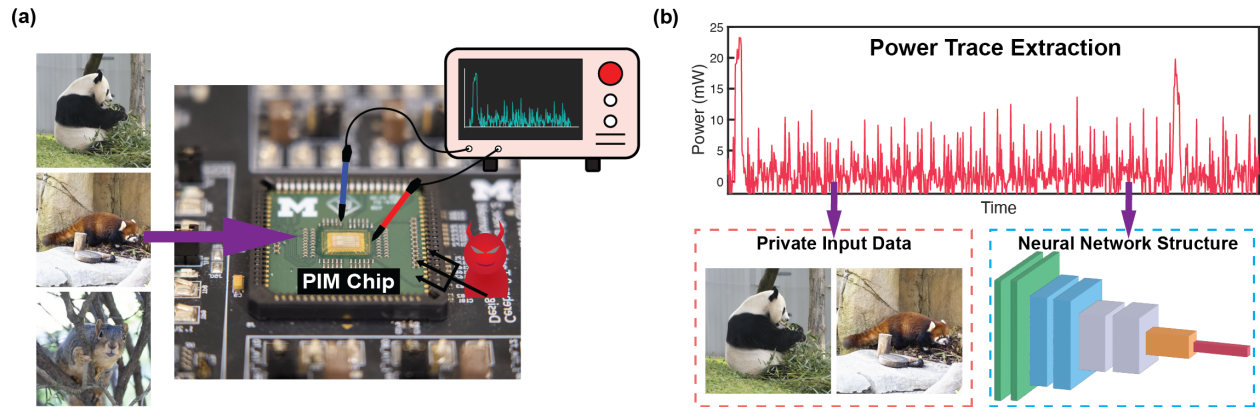 (a)
M
PIM Chip
(b)
Power Trace Extraction
Power (mW)
25
20
15
10
5
0
Time
Private Input Data
Neural Network Structure